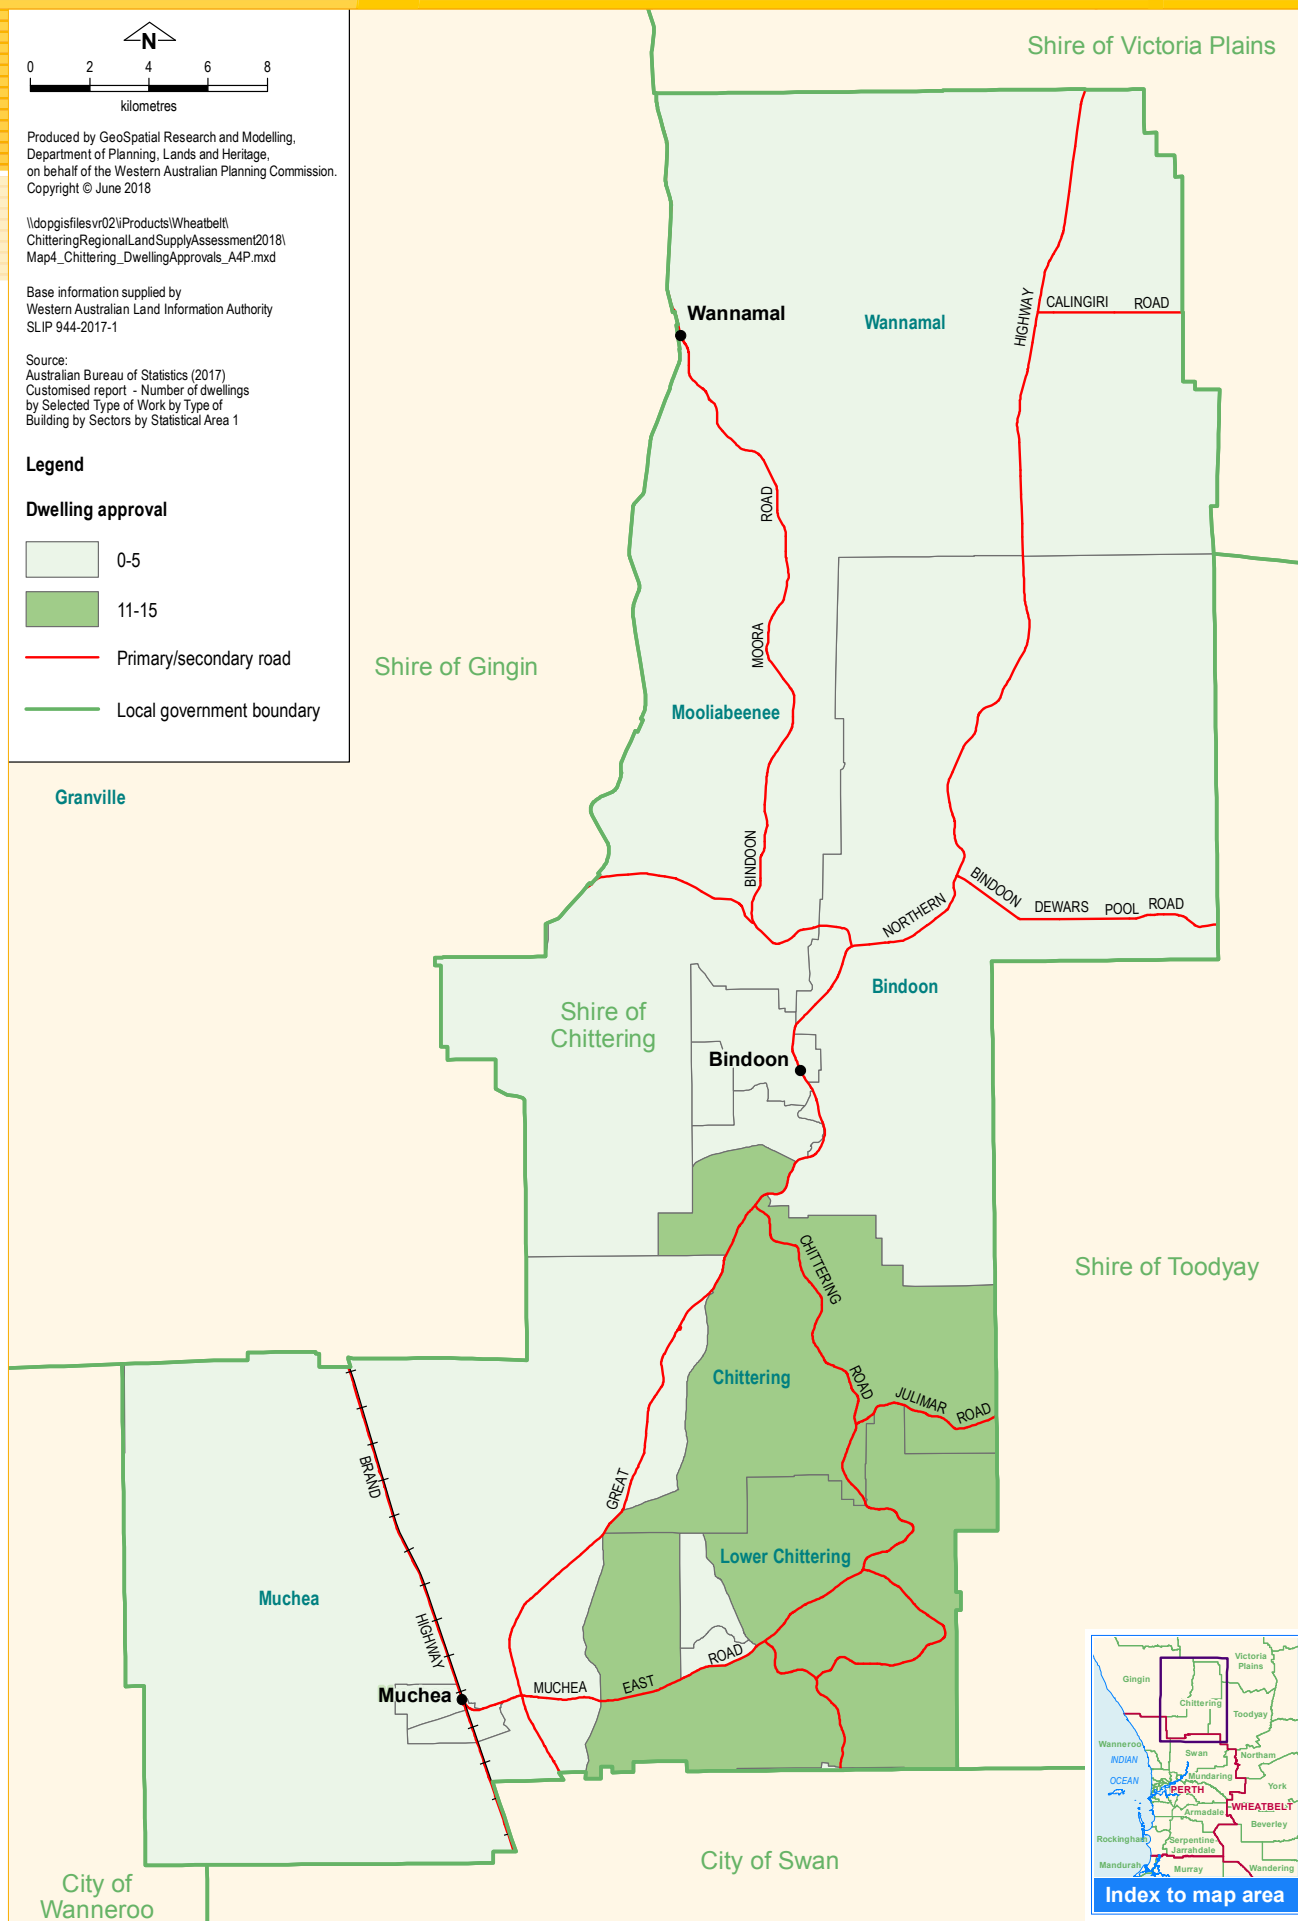 N
0 2 4 6 8
kilometres
Produced by GeoSpatial Research and Modelling,
Department of Planning, Lands and Heritage,
on behalf of the Western Australian Planning Commission.
Copyright © June 2018
\\dopgisfilesvr02\iProducts\Wheatbelt\
ChitteringRegionalLandSupplyAssessment2018\
Map4_Chittering_DwellingApprovals_A4P.mxd
Base information supplied by
Western Australian Land Information Authority
SLIP 944-2017-1
Source:
Australian Bureau of Statistics (2017)
Customised report - Number of dwellings
by Selected Type of Work by Type of
Building by Sectors by Statistical Area 1
Legend
Dwelling approval
0-5
11-15
Primary/secondary road
Local government boundary
Shire of Victoria Plains
Wannamal
Wannamal
HIGHWAY
CALINGIRI ROAD
ROAD
MOORA
BINDOON
Shire of Gingin
Mooliabeenee
Granville
NORTHERN
BINDOON DEWARS POOL ROAD
Bindoon
Shire of
Chittering
Bindoon
CHITTERING
ROAD
Shire of Toodyay
Chittering
JULIMAR ROAD
BRAND
HIGHWAY
GREAT
Lower Chittering
Muchea
Muchea
MUCHEA EAST ROAD
City of
Wanneroo
City of Swan
Victoria
Plains
Gingin
Chittering
Toodyay
Wanneroo
INDIAN
OCEAN
Swan
Northam
Mundaring
PERTH
York
WHEATBELT
Armadale
Beverley
Rockingham
Serpentine-
Jarrahdale
Mandurah
Murray
Wandering
Index to map area